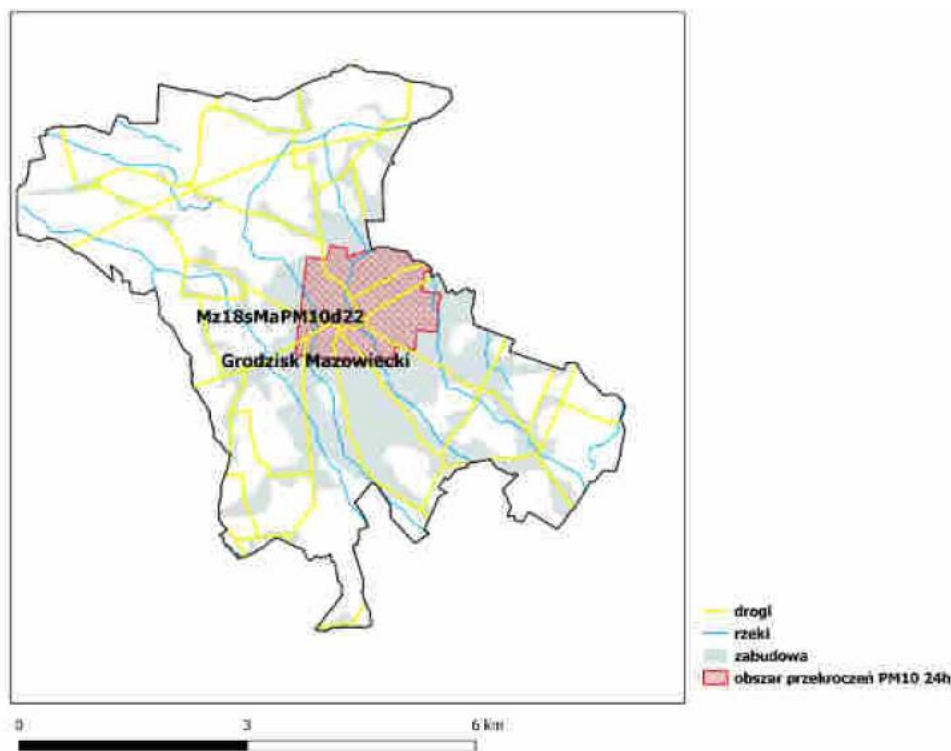 Mz18sMaPM10d22
Grodzisk Mazowiecki
drogi
rzeki
zabudowa
obszar przekroczeń PM10 24h
0 3 6 km